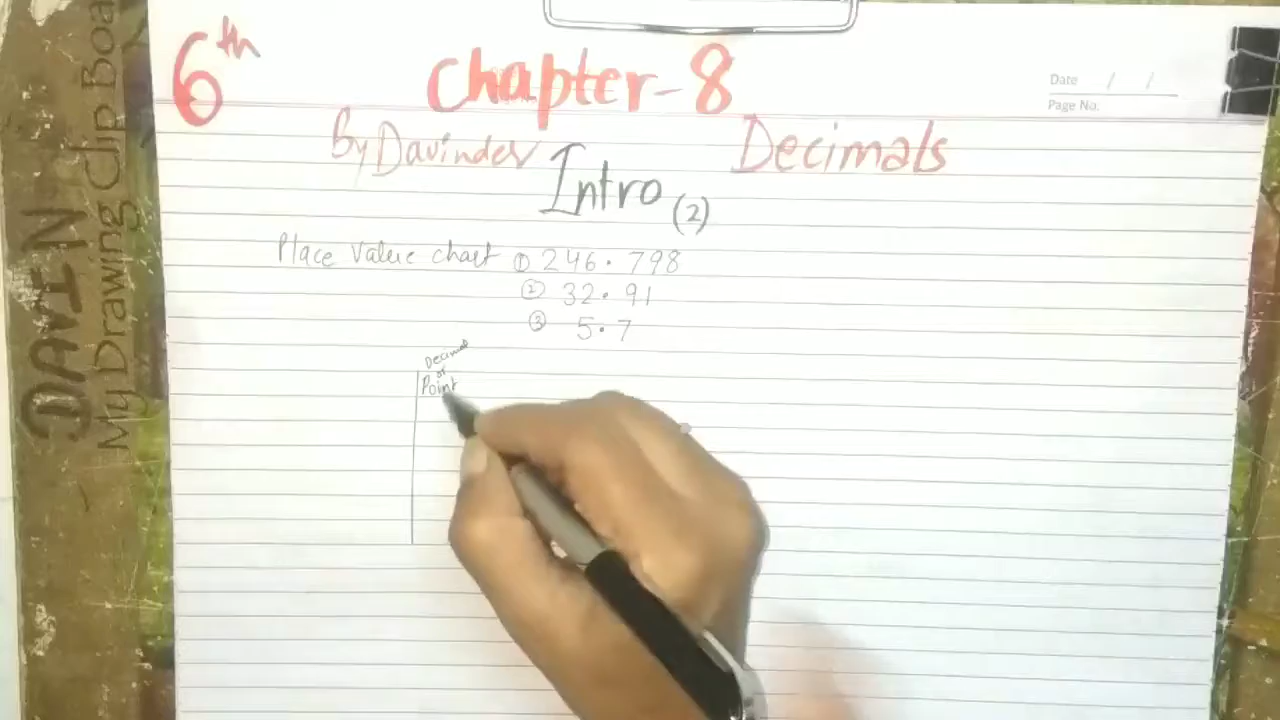 6th
Chapter-8
Date / /
Page No.
By Davinder
Decimals
Intro (2)
Place Value chart ① 246.798
② 32.91
③ 5.7
Decimal
or
Point
DAVIN
My Drawing Clip Boa